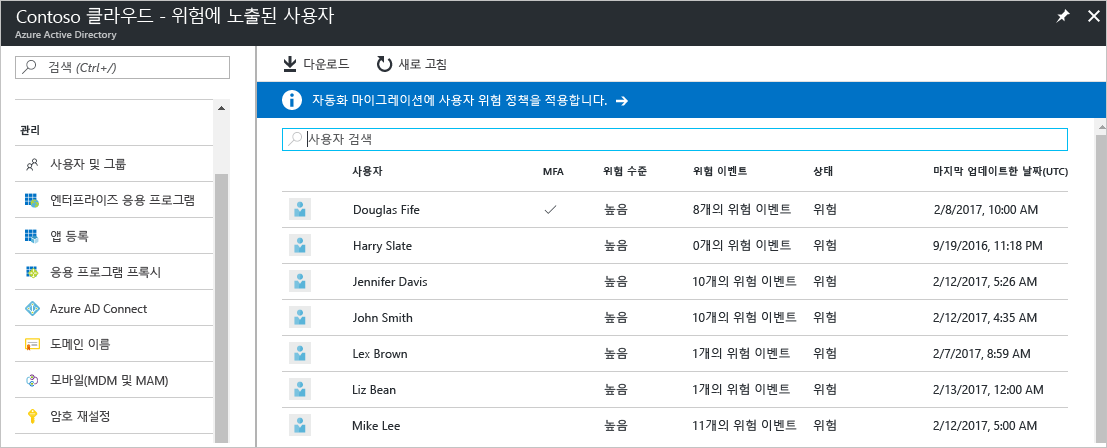 Contoso 클라우드 - 위험에 노출된 사용자
Azure Active Directory
검색 (Ctrl+/)
관리
사용자 및 그룹
엔터프라이즈 응용 프로그램
앱 등록
응용 프로그램 프록시
Azure AD Connect
도메인 이름
모바일(MDM 및 MAM)
암호 재설정
다운로드 새로 고침
자동화 마이그레이션에 사용자 위험 정책을 적용합니다. →
사용자 검색
사용자 MFA 위험 수준 위험 이벤트 상태 마지막 업데이트한 날짜(UTC)
Douglas Fife ✓ 높음 8개의 위험 이벤트 위험 2/8/2017, 10:00 AM
Harry Slate 높음 0개의 위험 이벤트 위험 9/19/2016, 11:18 PM
Jennifer Davis 높음 10개의 위험 이벤트 위험 2/12/2017, 5:26 AM
John Smith 높음 10개의 위험 이벤트 위험 2/12/2017, 4:35 AM
Lex Brown 높음 1개의 위험 이벤트 위험 2/7/2017, 8:59 AM
Liz Bean 높음 1개의 위험 이벤트 위험 2/13/2017, 12:00 AM
Mike Lee 높음 11개의 위험 이벤트 위험 2/12/2017, 5:00 AM